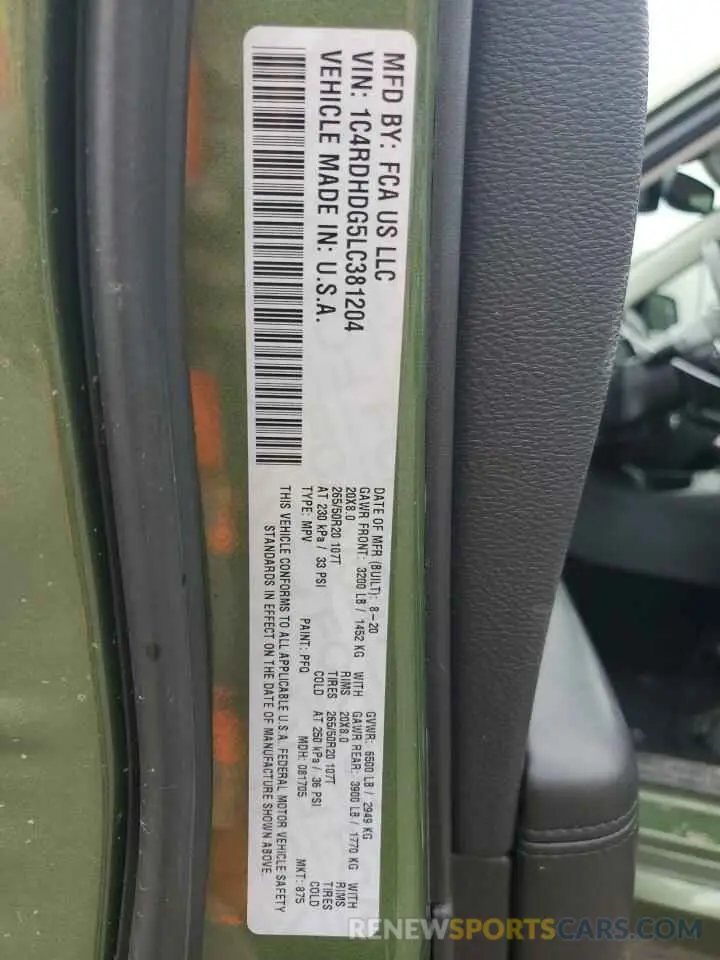 MFD BY: FCA US LLC
VIN: 1C4RDHDG5LC381204
VEHICLE MADE IN: U.S.A.
DATE OF MFR (BUILT): 8-20 GVWR: 6500 LB / 2949 KG
GAWR FRONT: 3200 LB / 1452 KG WITH GAWR REAR: 3900 LB / 1770 KG WITH
20X8.0 RIMS 20X8.0 RIMS
265/50R20 107T TIRES 265/50R20 107T TIRES
AT 230 kPa / 33 PSI COLD AT 250 kPa / 36 PSI COLD
TYPE: MPV PAINT: PFQ MDH: 081705 MKT: 875
THIS VEHICLE CONFORMS TO ALL APPLICABLE U.S.A. FEDERAL MOTOR VEHICLE SAFETY
STANDARDS IN EFFECT ON THE DATE OF MANUFACTURE SHOWN ABOVE.
RENEWSPORTSCARS.COM